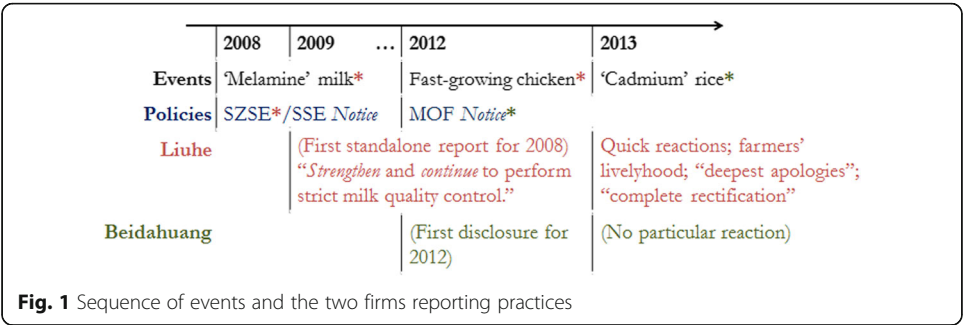 2008 2009 … 2012 2013
Events 'Melamine' milk* Fast-growing chicken* 'Cadmium' rice*
Policies SZSE*/SSE Notice MOF Notice*
Liuhe (First standalone report for 2008) Quick reactions; farmers'
"Strengthen and continue to perform livelyhood; "deepest apologies";
strict milk quality control." "complete rectification"
Beidahuang (First disclosure for (No particular reaction)
2012)
Fig. 1 Sequence of events and the two firms reporting practices